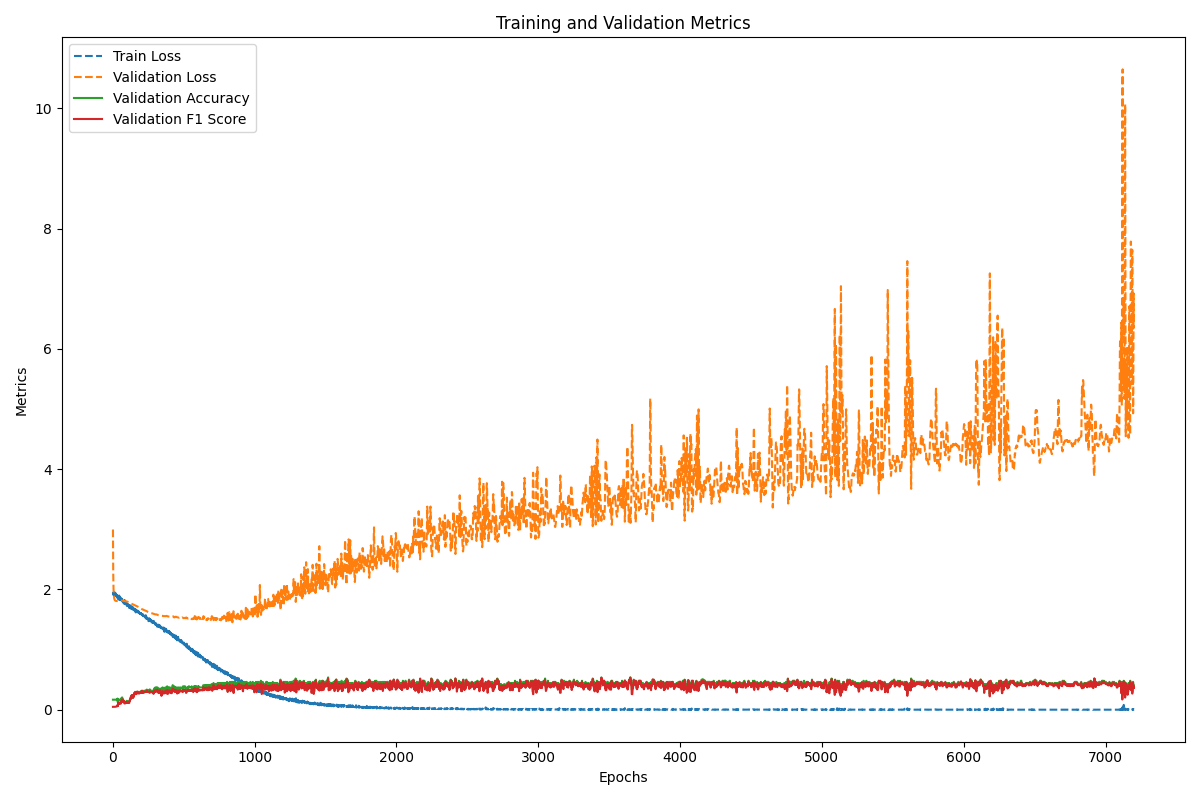 Training and Validation Metrics
Train Loss
Validation Loss
Validation Accuracy
Validation F1 Score
10
8
6
4
2
0
Metrics
0 1000 2000 3000 4000 5000 6000 7000
Epochs